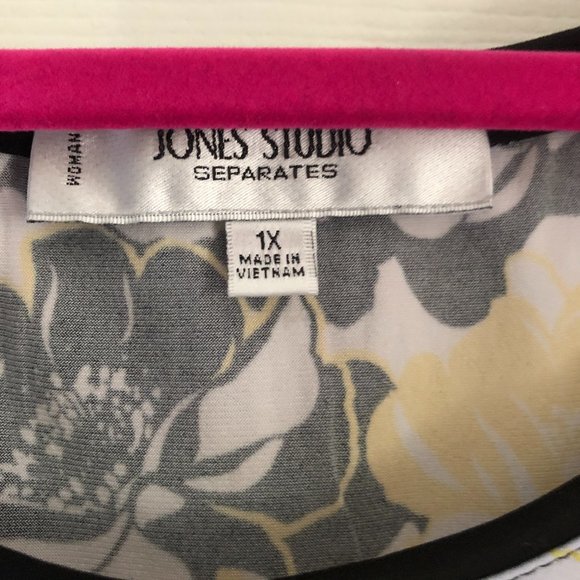 WOMAN
JONES STUDIO
SEPARATES
1X
MADE IN
VIETNAM